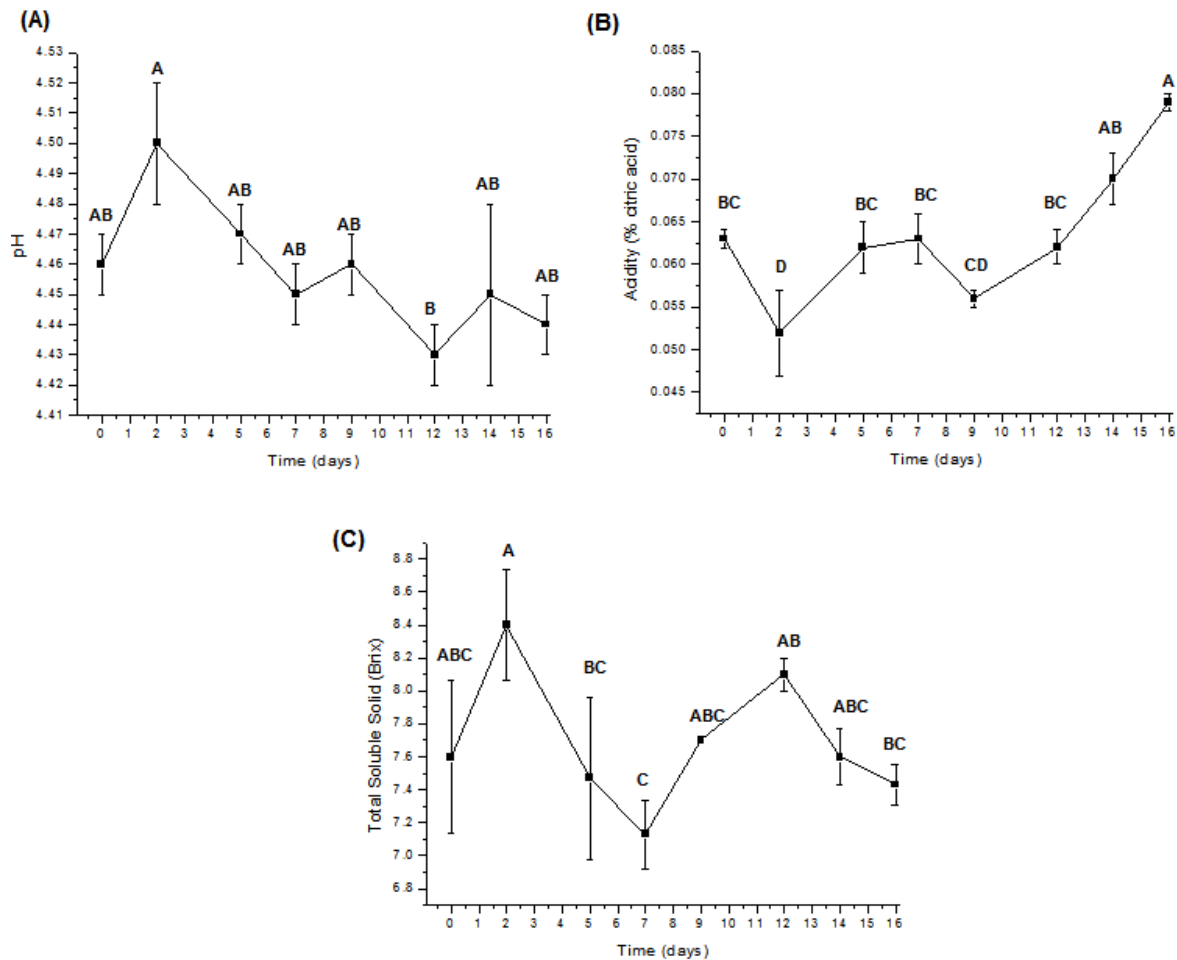 (A)
4.53
4.52
4.51
4.50
4.49
4.48
4.47
4.46
4.45
4.44
4.43
4.42
4.41
pH
AB
A
AB
AB
AB
B
AB
AB
0 1 2 3 4 5 6 7 8 9 10 11 12 13 14 15 16
Time (days)
(B)
0.085
0.080
0.075
0.070
0.065
0.060
0.055
0.050
0.045
Acidity (% citric acid)
BC
D
BC
BC
CD
BC
AB
A
0 1 2 3 4 5 6 7 8 9 10 11 12 13 14 15 16
Time (days)
(C)
8.8
8.6
8.4
8.2
8.0
7.8
7.6
7.4
7.2
7.0
6.8
Total Soluble Solid (Brix)
ABC
A
BC
C
ABC
AB
ABC
BC
0 1 2 3 4 5 6 7 8 9 10 11 12 13 14 15 16
Time (days)